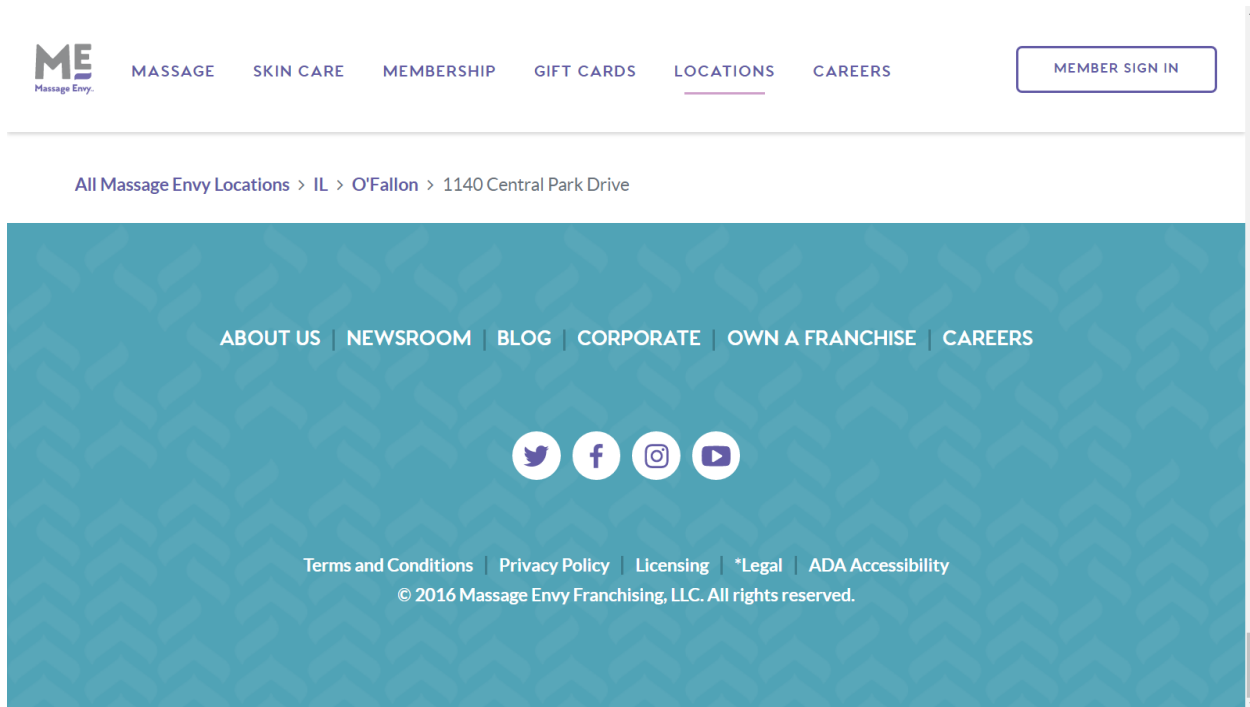 ME
Massage Envy.
MASSAGE SKIN CARE MEMBERSHIP GIFT CARDS LOCATIONS CAREERS MEMBER SIGN IN
All Massage Envy Locations > IL > O'Fallon > 1140 Central Park Drive
ABOUT US | NEWSROOM | BLOG | CORPORATE | OWN A FRANCHISE | CAREERS
Terms and Conditions | Privacy Policy | Licensing | *Legal | ADA Accessibility
© 2016 Massage Envy Franchising, LLC. All rights reserved.